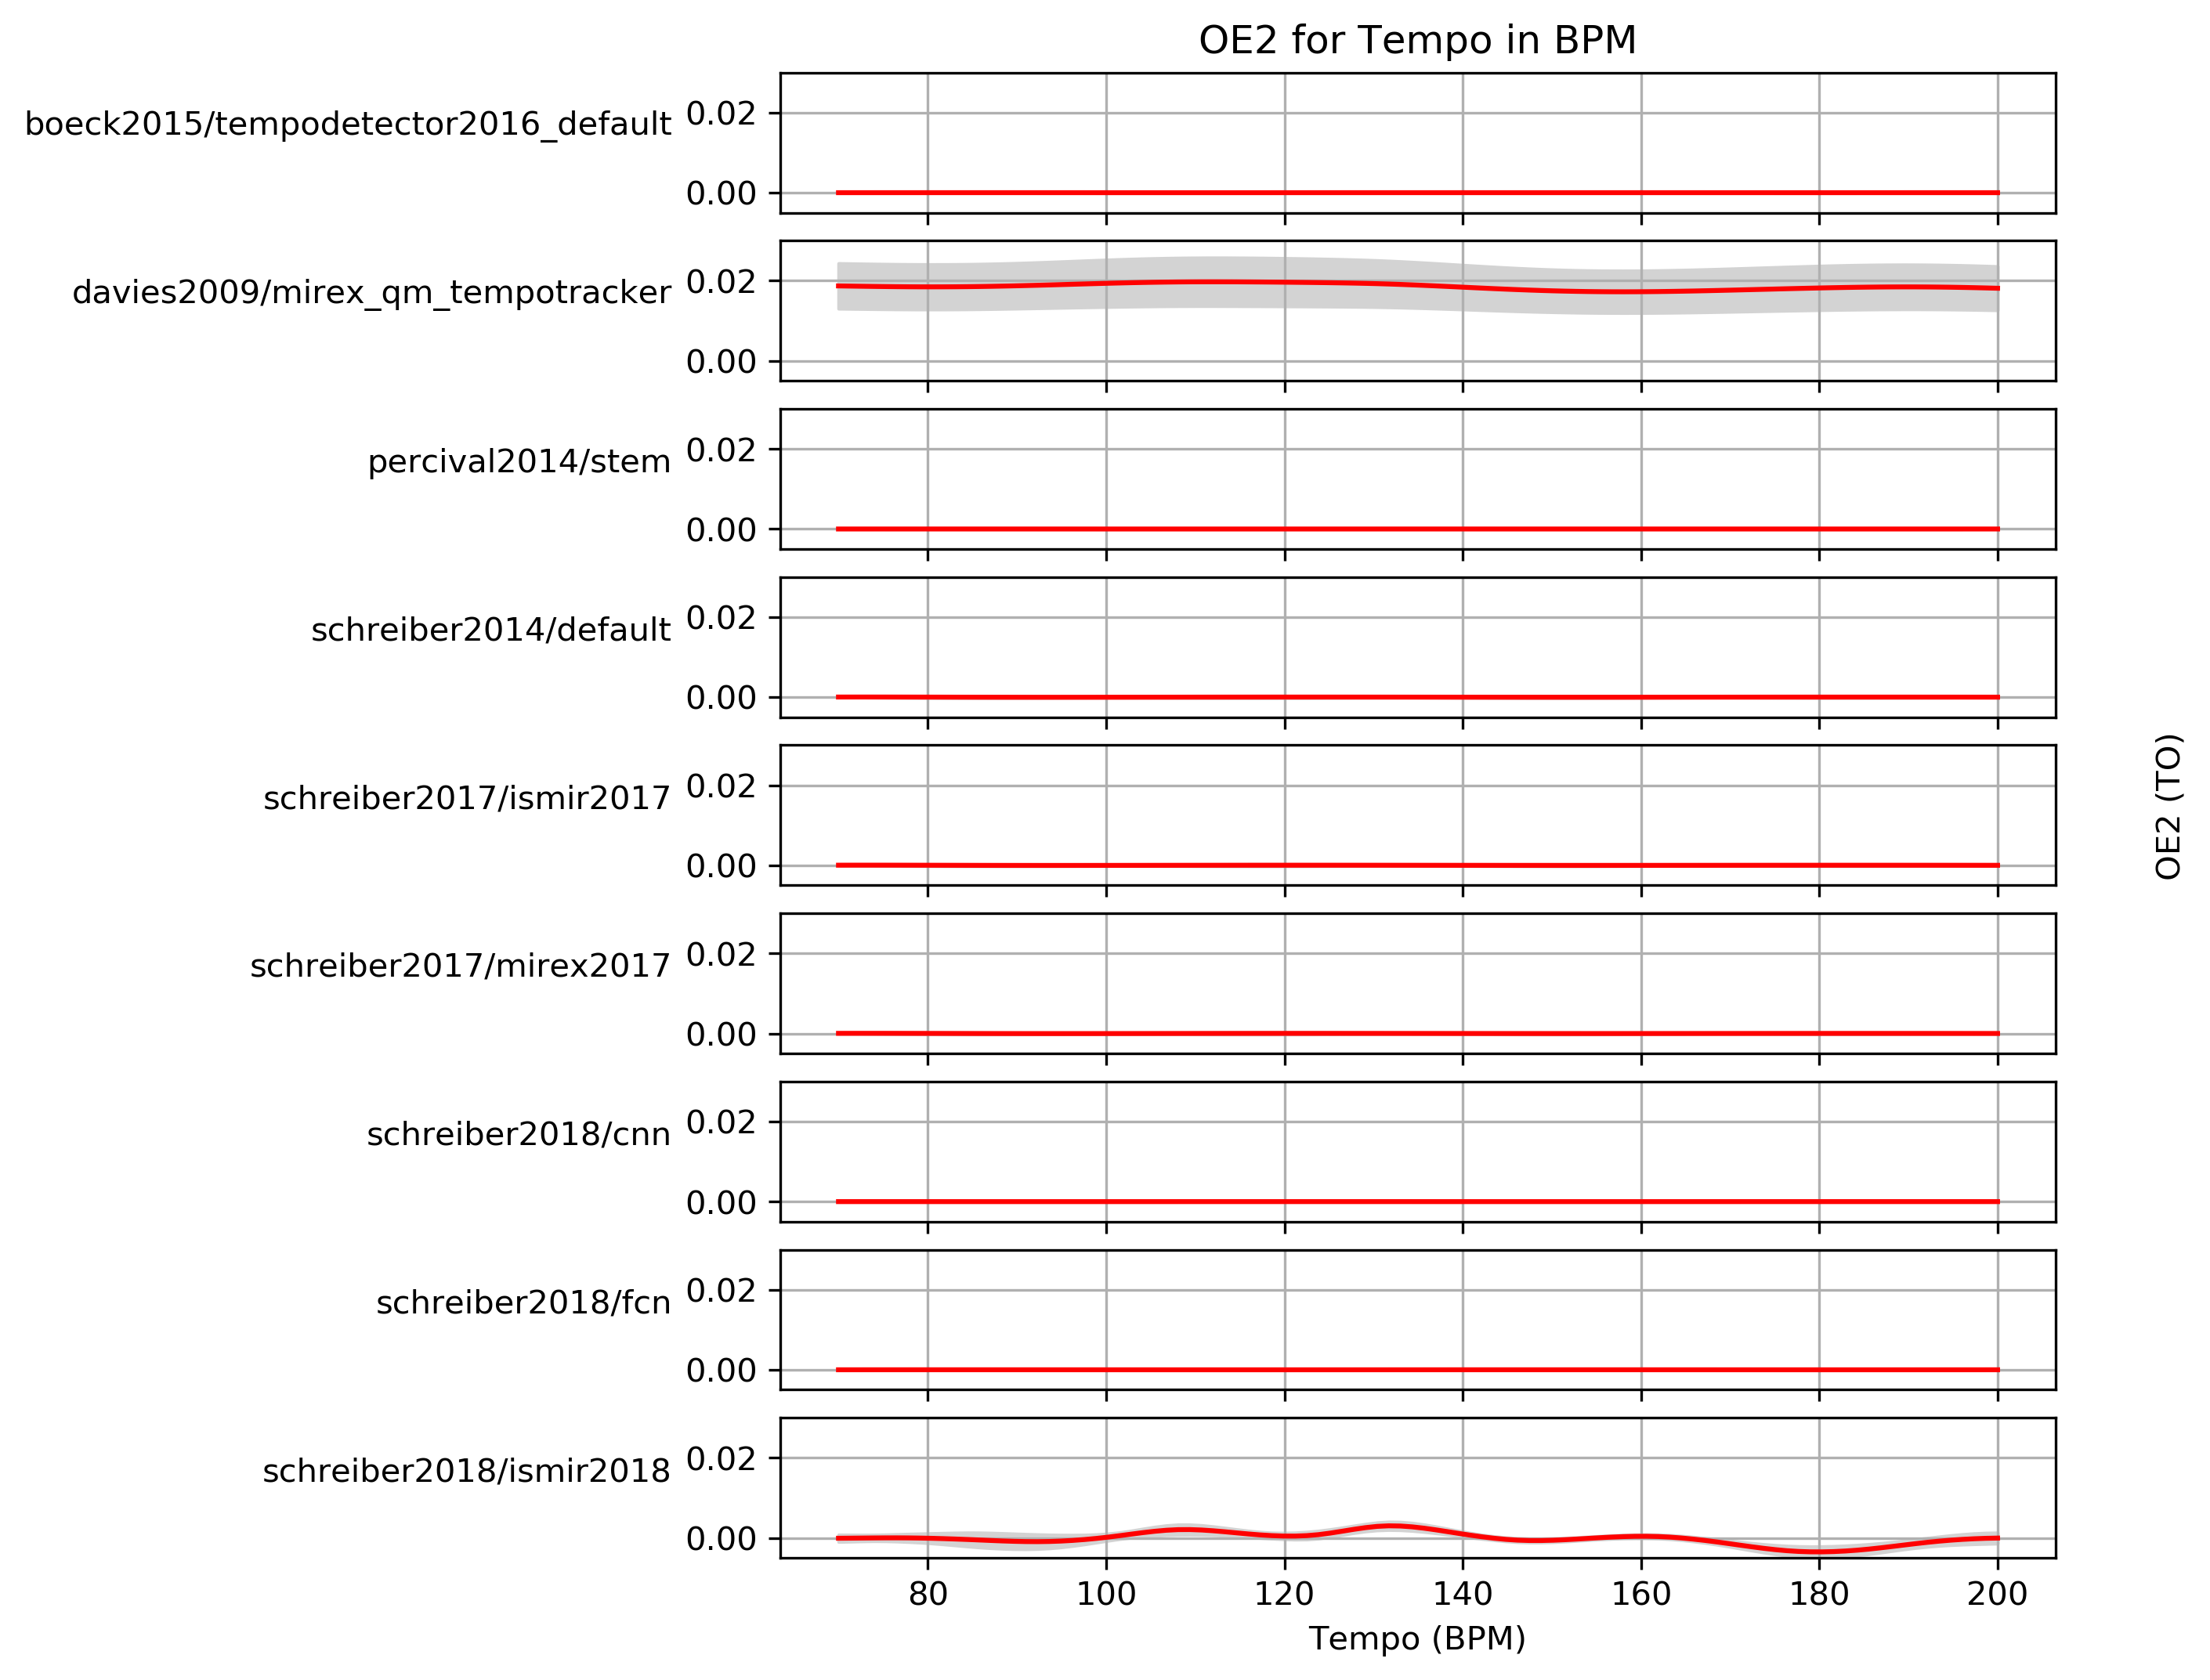 OE2 for Tempo in BPM
boeck2015/tempodetector2016_default
0.02
0.00
davies2009/mirex_qm_tempotracker
0.02
0.00
percival2014/stem
0.02
0.00
schreiber2014/default
0.02
0.00
schreiber2017/ismir2017
0.02
0.00
schreiber2017/mirex2017
0.02
0.00
schreiber2018/cnn
0.02
0.00
schreiber2018/fcn
0.02
0.00
schreiber2018/ismir2018
0.02
0.00
80 100 120 140 160 180 200
Tempo (BPM)
OE2 (TO)